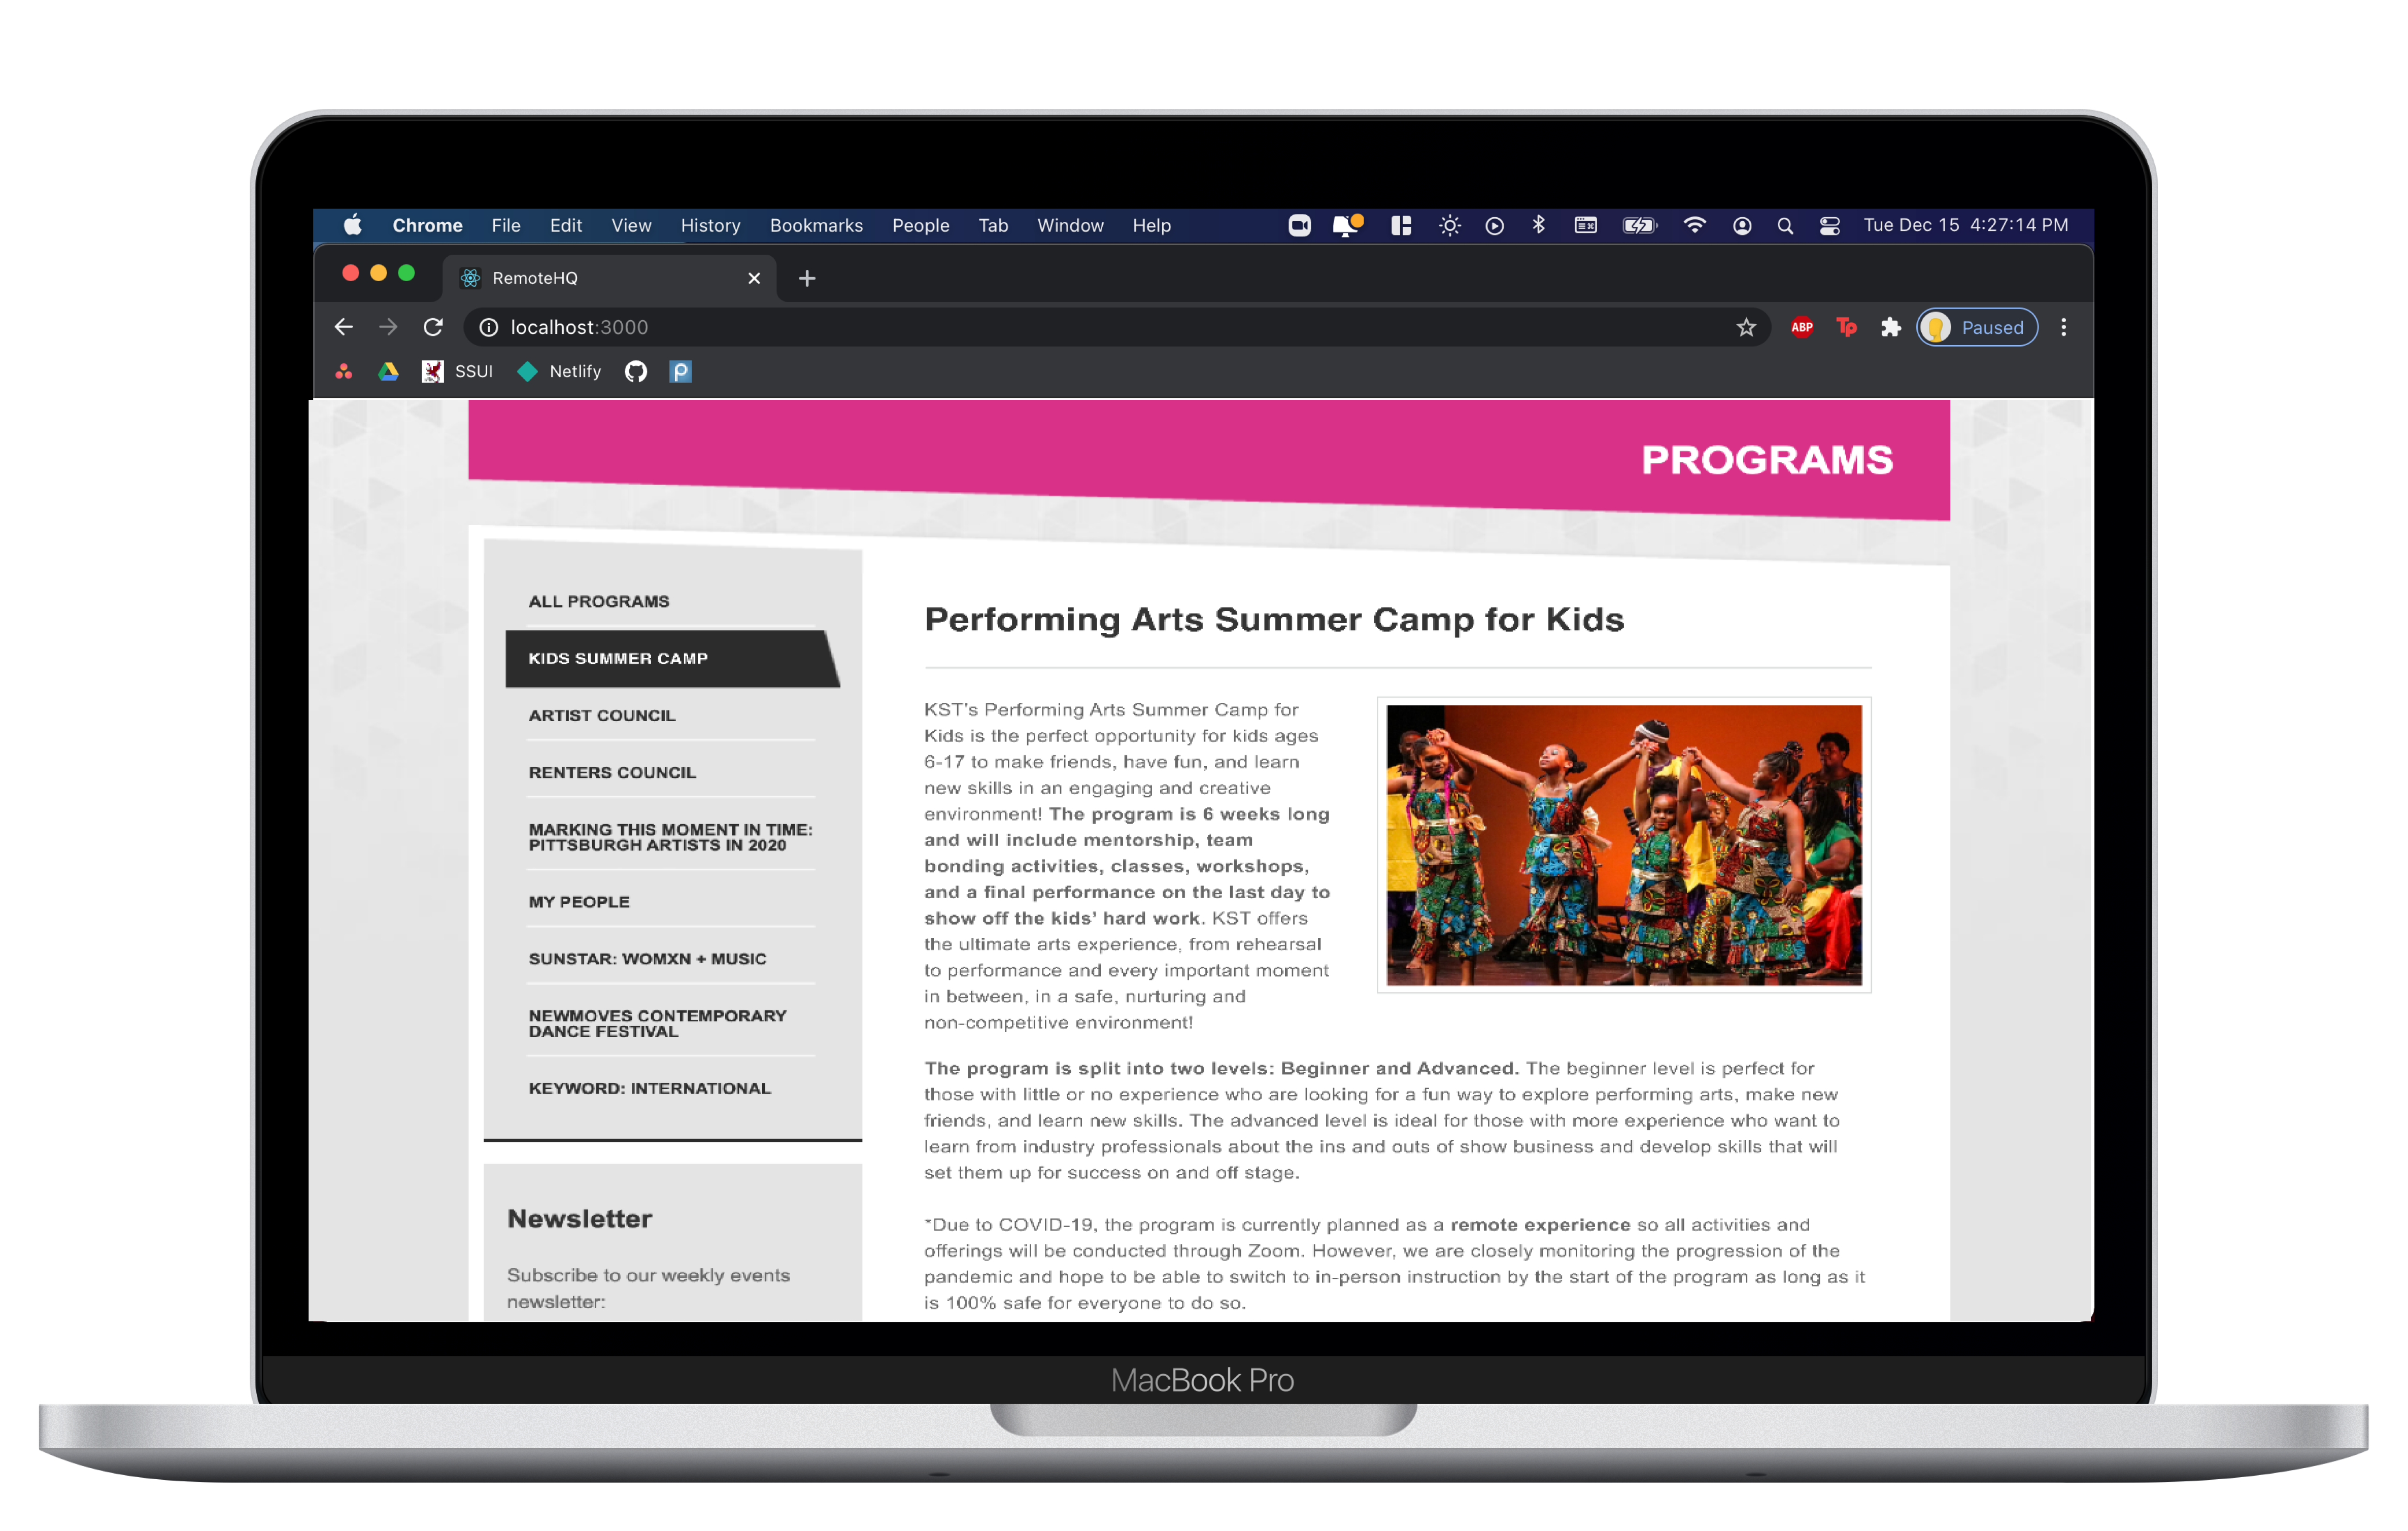 Chrome File Edit View History Bookmarks People Tab Window Help Tue Dec 15 4:27:14 PM
RemoteHQ
localhost:3000
ABP Tp Paused
SSUI Netlify
PROGRAMS
ALL PROGRAMS
KIDS SUMMER CAMP
ARTIST COUNCIL
RENTERS COUNCIL
MARKING THIS MOMENT IN TIME:
PITTSBURGH ARTISTS IN 2020
MY PEOPLE
SUNSTAR: WOMXN + MUSIC
NEWMOVES CONTEMPORARY
DANCE FESTIVAL
KEYWORD: INTERNATIONAL
Newsletter
Subscribe to our weekly events
newsletter:
Performing Arts Summer Camp for Kids
KST's Performing Arts Summer Camp for
Kids is the perfect opportunity for kids ages
6-17 to make friends, have fun, and learn
new skills in an engaging and creative
environment! The program is 6 weeks long
and will include mentorship, team
bonding activities, classes, workshops,
and a final performance on the last day to
show off the kids' hard work. KST offers
the ultimate arts experience, from rehearsal
to performance and every important moment
in between, in a safe, nurturing and
non-competitive environment!
The program is split into two levels: Beginner and Advanced. The beginner level is perfect for
those with little or no experience who are looking for a fun way to explore performing arts, make new
friends, and learn new skills. The advanced level is ideal for those with more experience who want to
learn from industry professionals about the ins and outs of show business and develop skills that will
set them up for success on and off stage.
*Due to COVID-19, the program is currently planned as a remote experience so all activities and
offerings will be conducted through Zoom. However, we are closely monitoring the progression of the
pandemic and hope to be able to switch to in-person instruction by the start of the program as long as it
is 100% safe for everyone to do so.
MacBook Pro